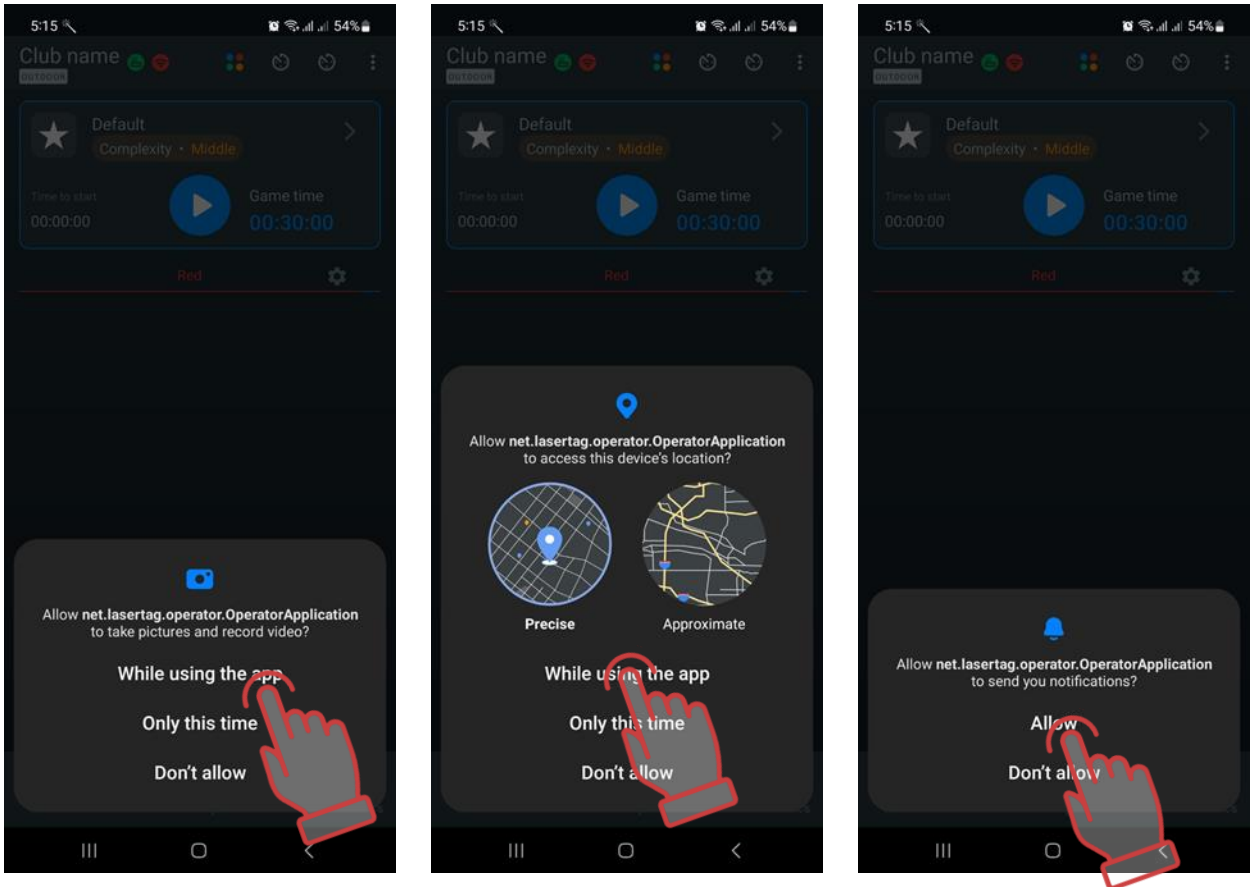 5:15 54%
Club name
OUTDOOR
Default
Complexity • Middle
Time to start
Game time
00:00:00
00:30:00
Red
Allow net.lasertag.operator.OperatorApplication
to take pictures and record video?
While using the app
Only this time
Don't allow
5:15 54%
Club name
OUTDOOR
Default
Complexity • Middle
Time to start
Game time
00:00:00
00:30:00
Red
Allow net.lasertag.operator.OperatorApplication
to access this device's location?
Precise
Approximate
While using the app
Only this time
Don't allow
5:15 54%
Club name
OUTDOOR
Default
Complexity • Middle
Time to start
Game time
00:00:00
00:30:00
Red
Allow net.lasertag.operator.OperatorApplication
to send you notifications?
Allow
Don't allow